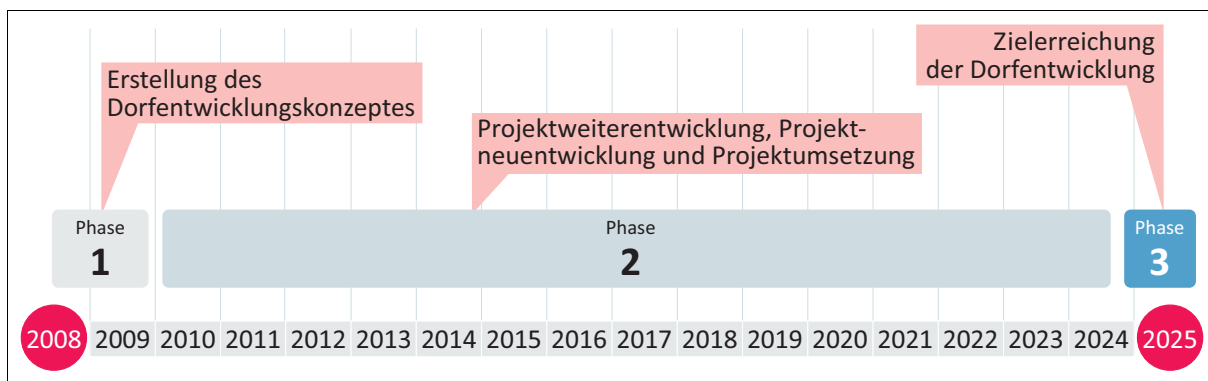 Erstellung des
Dorfentwicklungskonzeptes
Projektweiterentwicklung, Projekt-
neuentwicklung und Projektumsetzung
Zielerreichung
der Dorfentwicklung
Phase
1
Phase
2
Phase
3
2008 2009 2010 2011 2012 2013 2014 2015 2016 2017 2018 2019 2020 2021 2022 2023 2024 2025